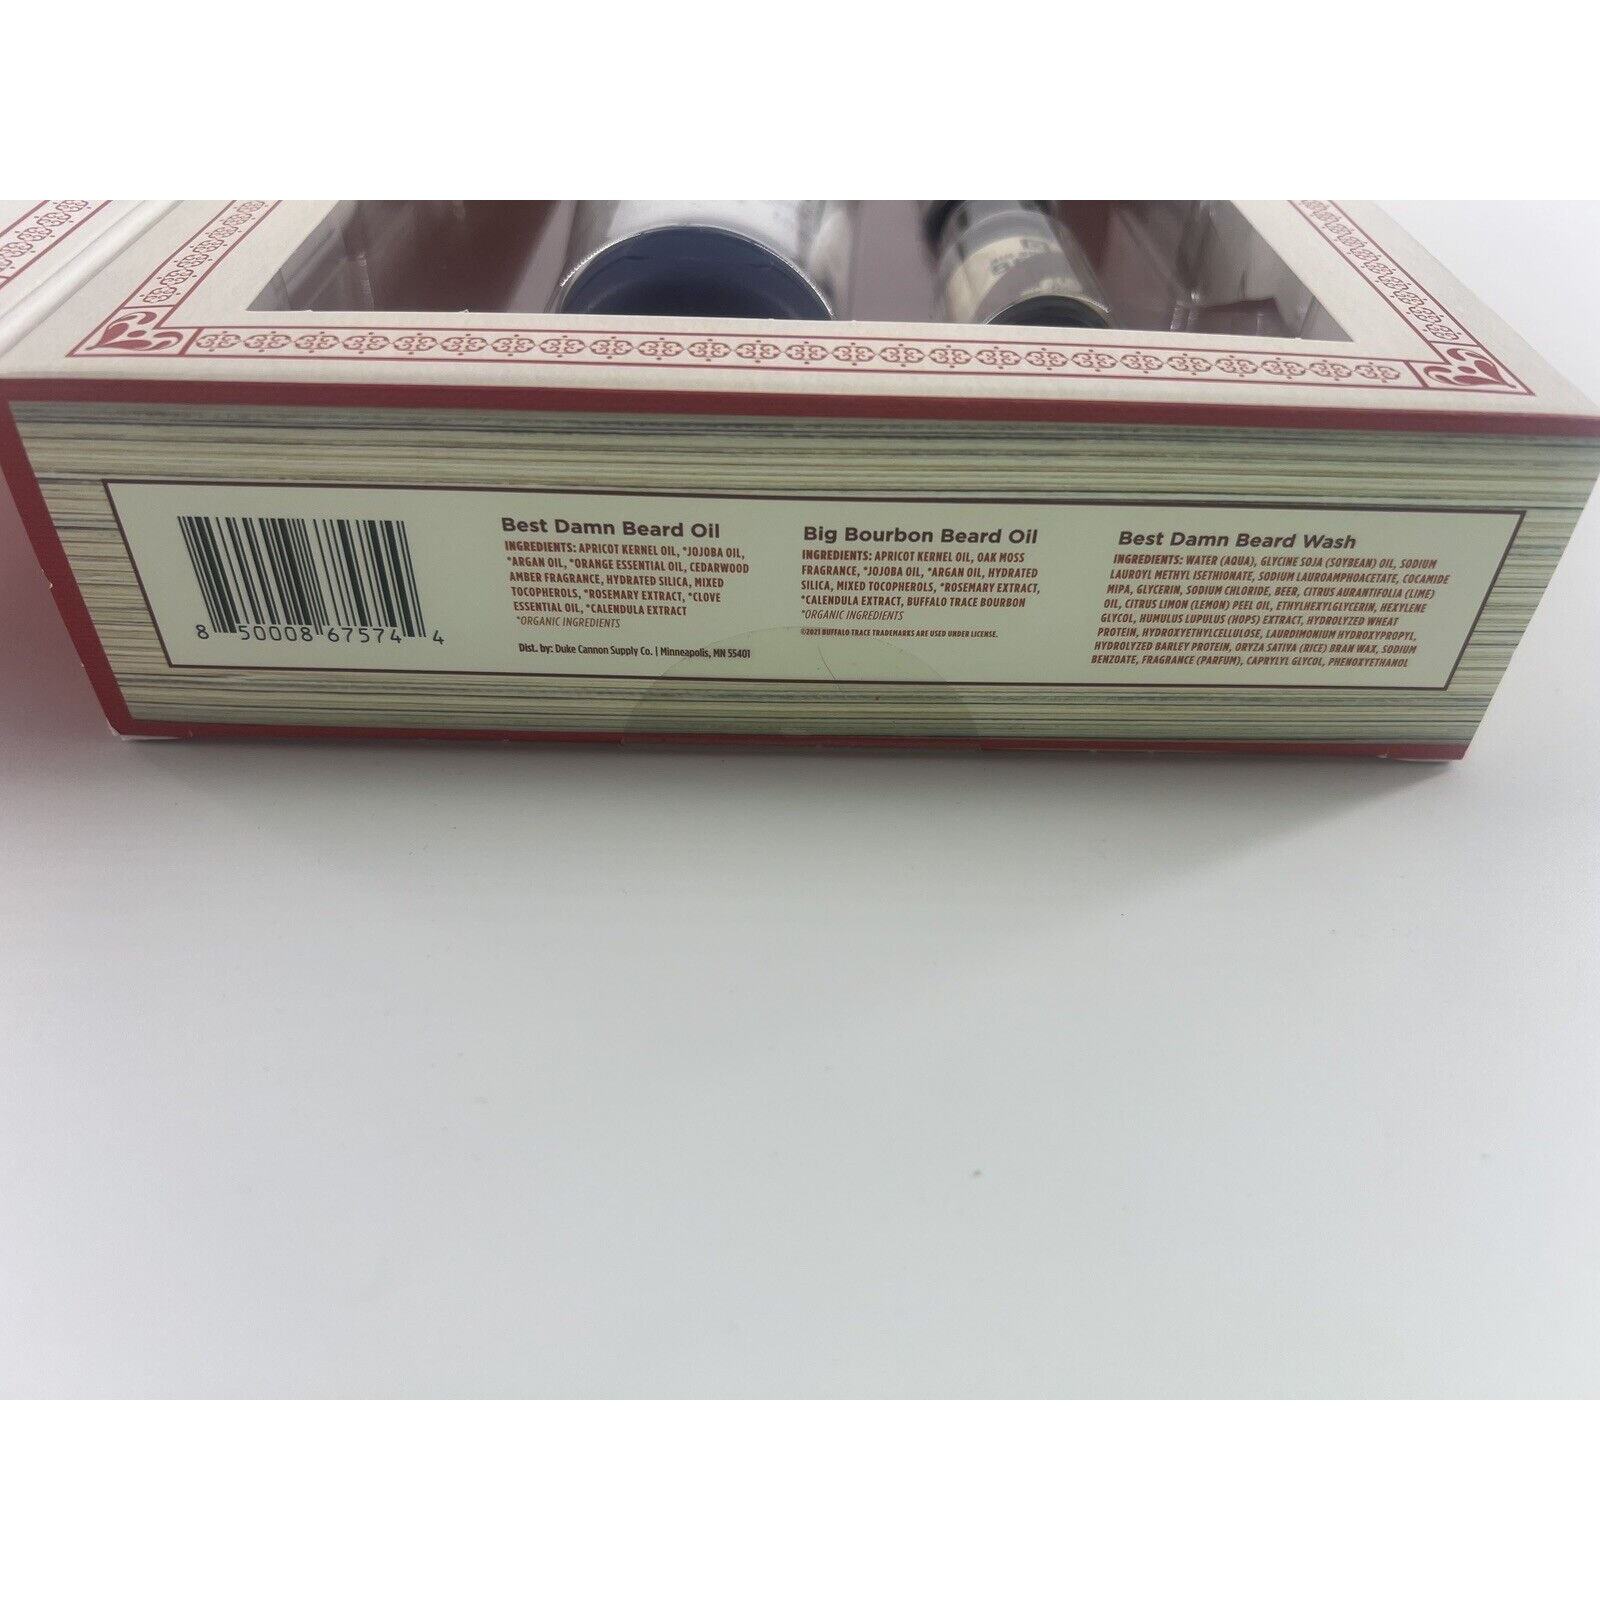 8 50008 67574 4
Best Damn Beard Oil
INGREDIENTS: APRICOT KERNEL OIL, *JOJOBA OIL,
*ARGAN OIL, *ORANGE ESSENTIAL OIL, CEDARWOOD
AMBER FRAGRANCE, HYDRATED SILICA, MIXED
TOCOPHEROLS, *ROSEMARY EXTRACT, *CLOVE
ESSENTIAL OIL, *CALENDULA EXTRACT
*ORGANIC INGREDIENTS
Dist. by: Duke Cannon Supply Co. | Minneapolis, MN 55401
Big Bourbon Beard Oil
INGREDIENTS: APRICOT KERNEL OIL, OAK MOSS
FRAGRANCE, *JOJOBA OIL, *ARGAN OIL, HYDRATED
SILICA, MIXED TOCOPHEROLS, *ROSEMARY EXTRACT,
*CALENDULA EXTRACT, BUFFALO TRACE BOURBON
*ORGANIC INGREDIENTS
©2021 BUFFALO TRACE TRADEMARKS ARE USED UNDER LICENSE.
Best Damn Beard Wash
INGREDIENTS: WATER (AQUA), GLYCINE SOJA (SOYBEAN) OIL, SODIUM
LAUROYL METHYL ISETHIONATE, SODIUM LAUROAMPHOACETATE, COCAMIDE
MIPA, GLYCERIN, SODIUM CHLORIDE, BEER, CITRUS AURANTIFOLIA (LIME)
OIL, CITRUS LIMON (LEMON) PEEL OIL, ETHYLHEXYLGLYCERIN, HEXYLENE
GLYCOL, HUMULUS LUPULUS (HOPS) EXTRACT, HYDROLYZED WHEAT
PROTEIN, HYDROXYETHYLCELLULOSE, LAURDIMONIUM HYDROXYPROPYL,
HYDROLYZED BARLEY PROTEIN, ORYZA SATIVA (RICE) BRAN WAX, SODIUM
BENZOATE, FRAGRANCE (PARFUM), CAPRYLYL GLYCOL, PHENOXYETHANOL